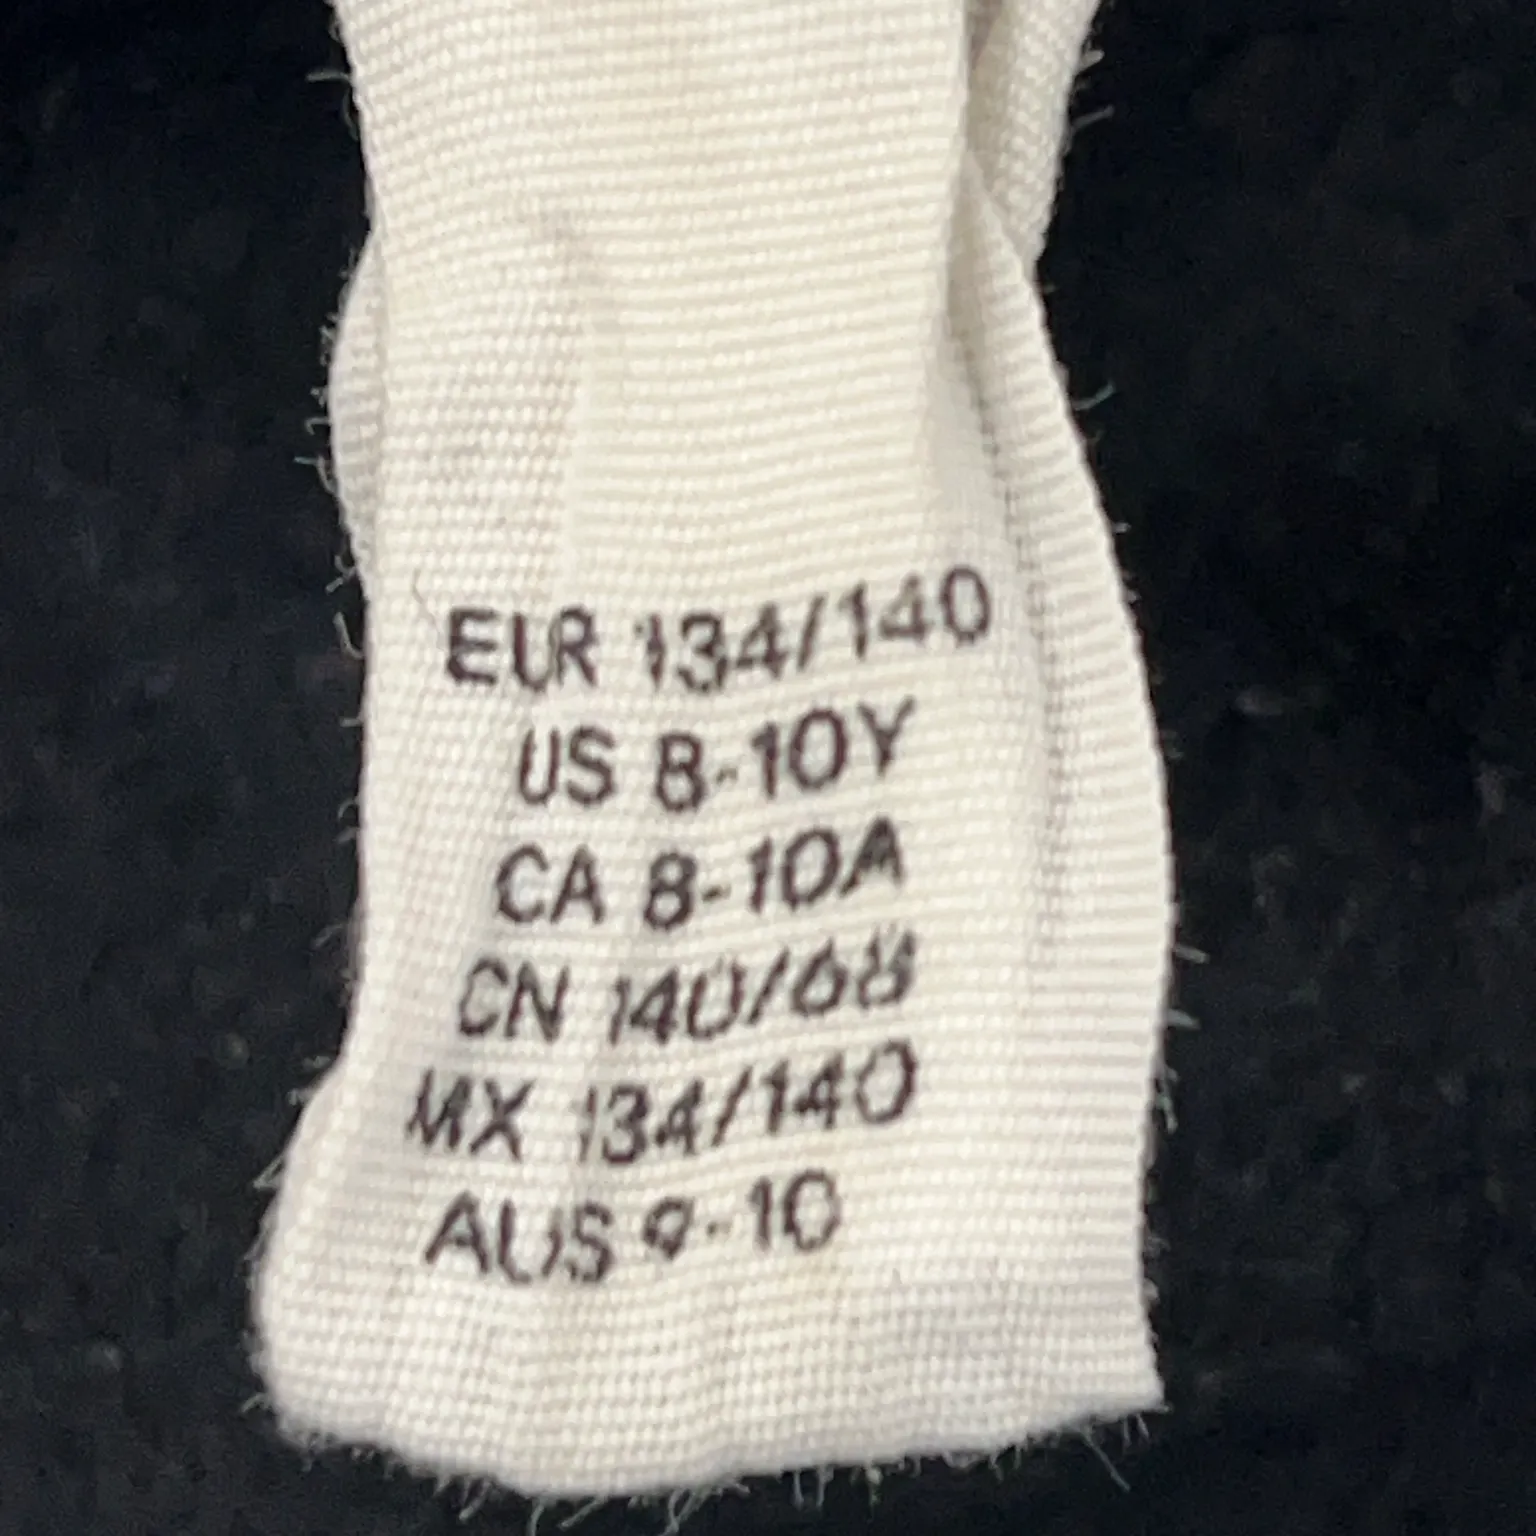 EUR 134/140
US 8-10Y
CA 8-10A
CN 140/68
MX 134/140
AUS 9-10